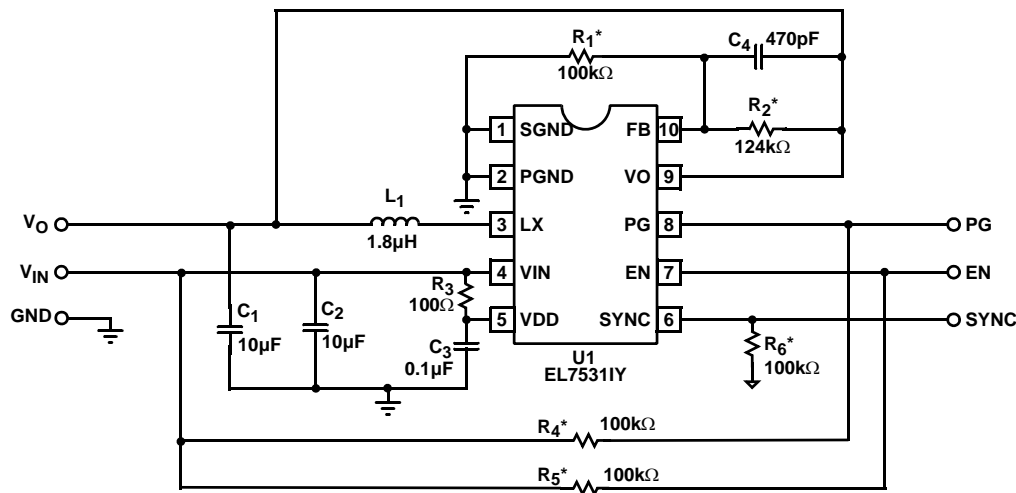 R1*
100kΩ
C4 470pF
R2*
124kΩ
1 SGND
FB 10
2 PGND
VO 9
L1
1.8µH
VO
3 LX
PG 8
PG
VIN
4 VIN
EN 7
EN
R3
100Ω
GND
C1
10µF
C2
10µF
5 VDD
SYNC 6
SYNC
C3
0.1µF
U1
EL7531IY
R6*
100kΩ
R4*
100kΩ
R5*
100kΩ